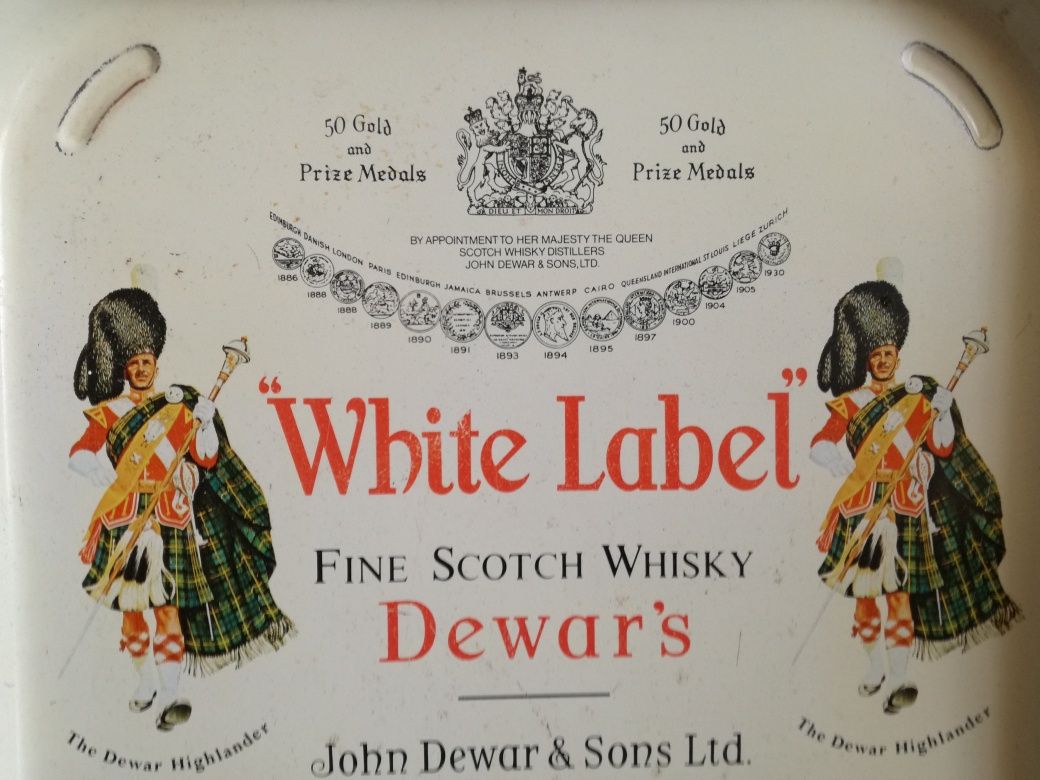 50 Gold
and
Prize Medals
50 Gold
and
Prize Medals
DIEU ET MON DROIT
BY APPOINTMENT TO HER MAJESTY THE QUEEN
SCOTCH WHISKY DISTILLERS
JOHN DEWAR & SONS, LTD.
EDINBURGH DANISH LONDON PARIS EDINBURGH JAMAICA BRUSSELS ANTWERP CAIRO QUEENSLAND INTERNATIONAL ST LOUIS LIEGE ZURICH
1886 1888 1888 1889 1890 1891 1893 1894 1895 1897 1900 1904 1905 1930
"White Label"
FINE SCOTCH WHISKY
Dewar's
The Dewar Highlander
The Dewar Highlander
John Dewar & Sons Ltd.